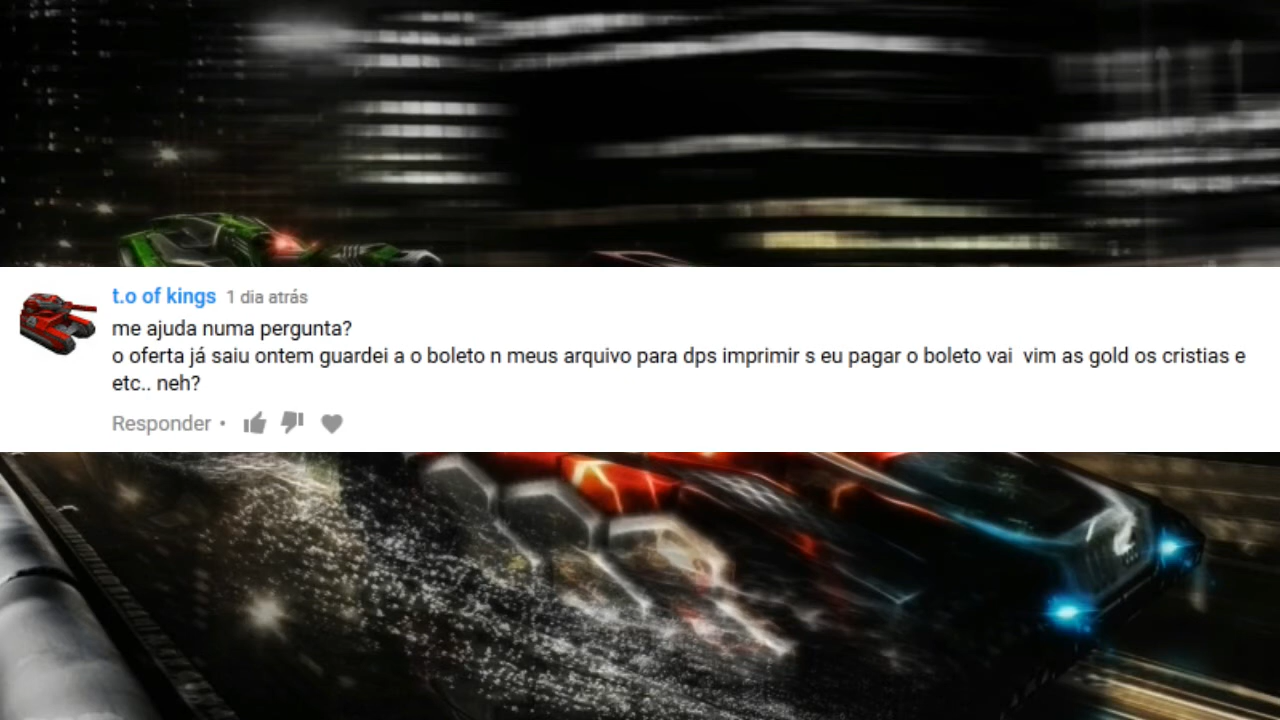 t.o of kings 1 dia atrás
me ajuda numa pergunta?
o oferta já saiu ontem guardei a o boleto n meus arquivo para dps imprimir s eu pagar o boleto vai  vim as gold os cristias e
etc.. neh?
Responder •